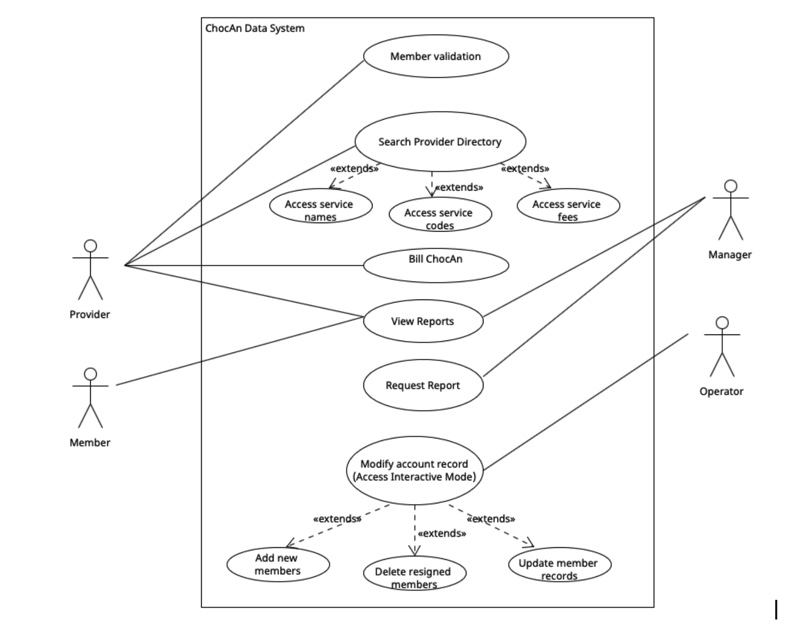 ChocAn Data System
Member validation
Search Provider Directory
«extends»
«extends»
«extends»
Access service
names
Access service
codes
Access service
fees
Manager
Bill ChocAn
Provider
View Reports
Request Report
Operator
Member
Modify account record
(Access Interactive Mode)
«extends»
«extends»
«extends»
Add new
members
Delete resigned
members
Update member
records